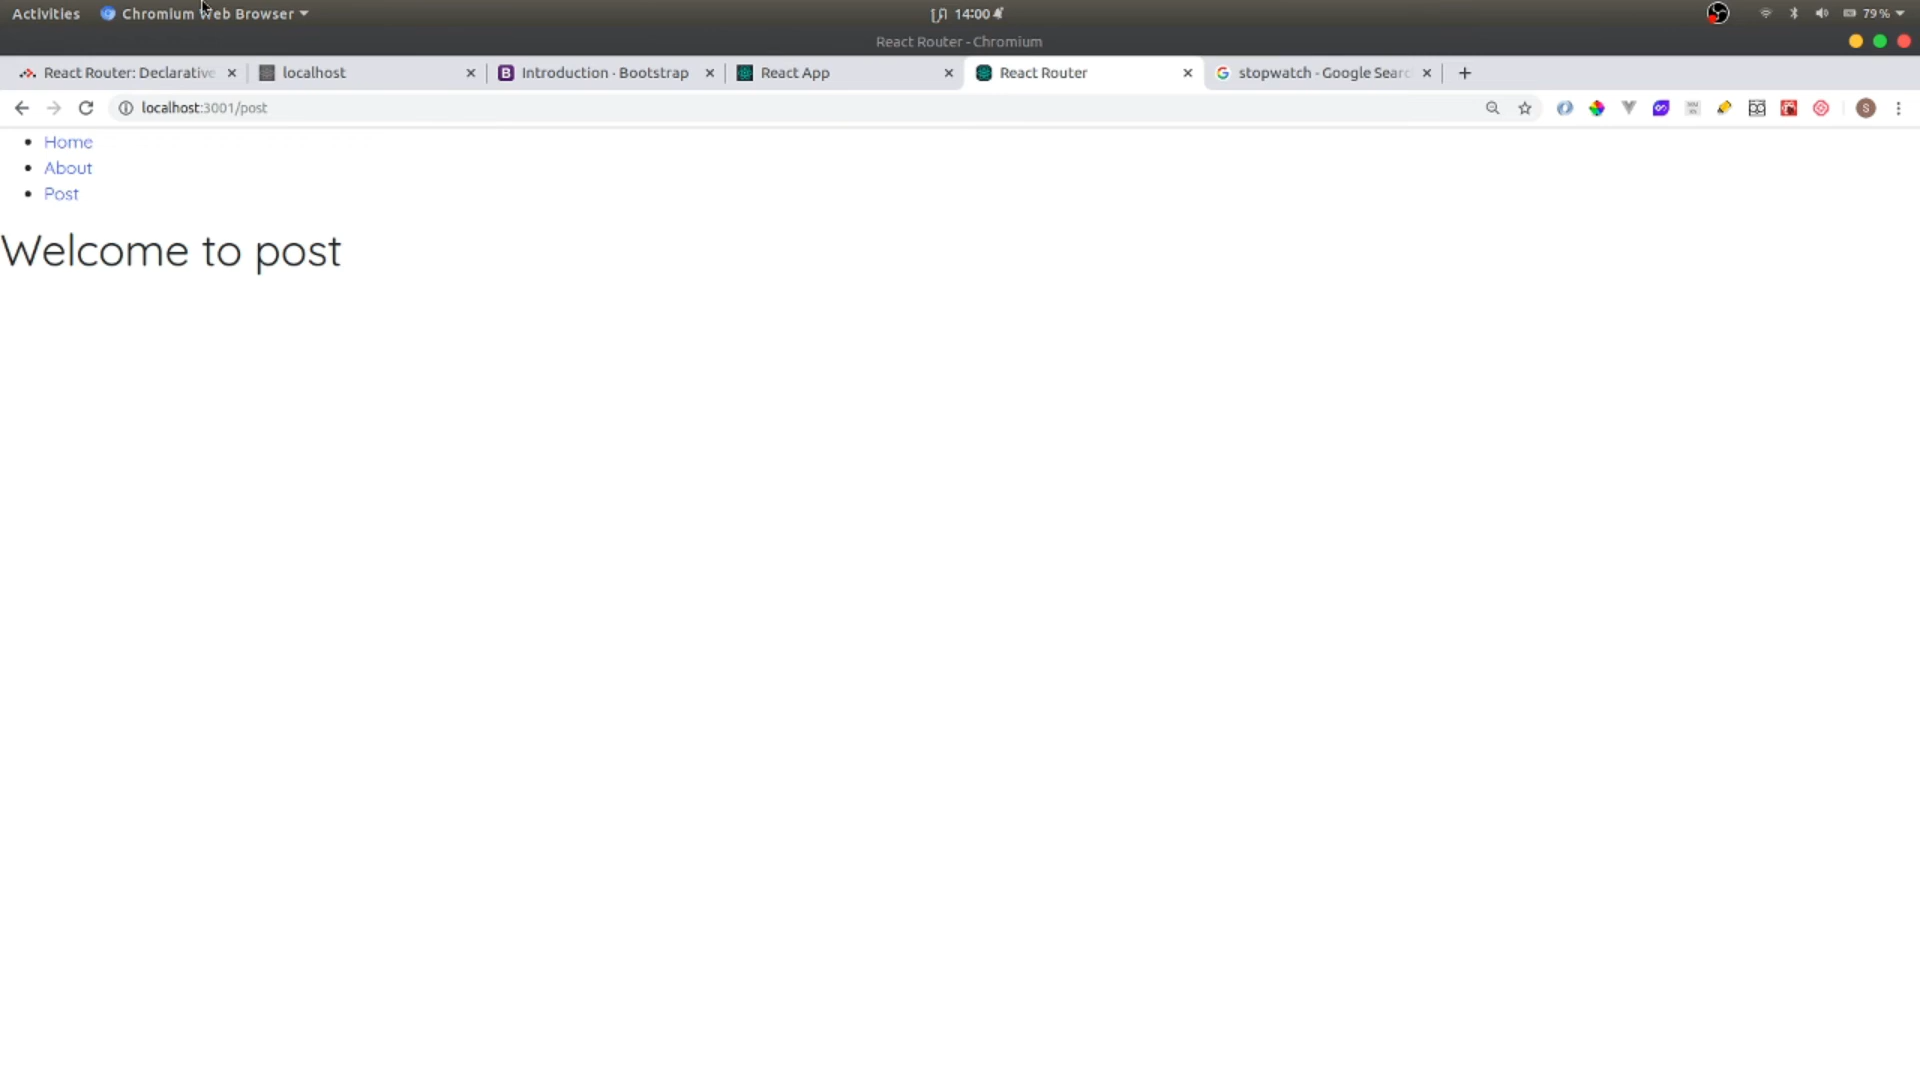 Activities
Chromium Web Browser
14:00
79 %
React Router - Chromium
React Router: Declarative
localhost
Introduction · Bootstrap
React App
React Router
stopwatch - Google Searc
localhost:3001/post
S
Home
About
Post
Welcome to post